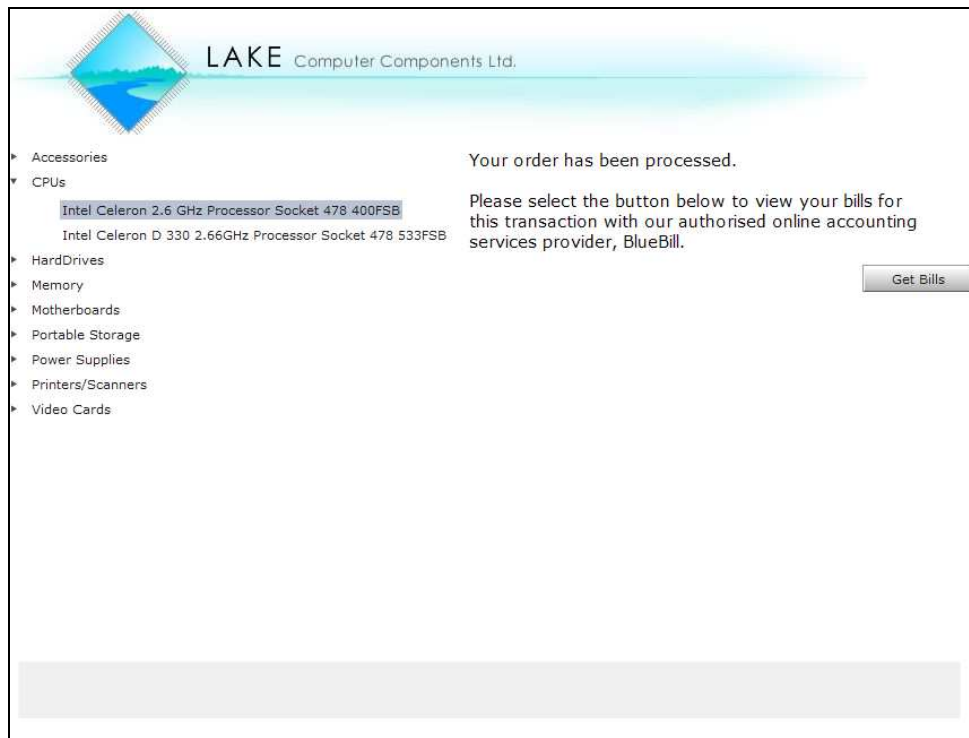 LAKE Computer Components Ltd.
Accessories
CPUs
Intel Celeron 2.6 GHz Processor Socket 478 400FSB
Intel Celeron D 330 2.66GHz Processor Socket 478 533FSB
HardDrives
Memory
Motherboards
Portable Storage
Power Supplies
Printers/Scanners
Video Cards
Your order has been processed.
Please select the button below to view your bills for
this transaction with our authorised online accounting
services provider, BlueBill.
Get Bills